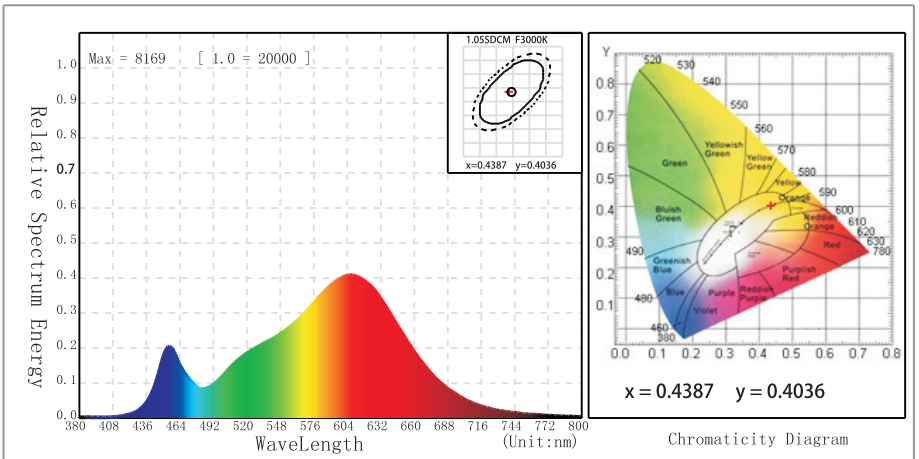 Max = 8169 [ 1.0 = 20000 ]
1.05SDCM F3000K
x=0.4387 y=0.4036
Relative Spectrum Energy
1.0
0.9
0.8
0.7
0.6
0.5
0.4
0.3
0.2
0.1
0.0
380 408 436 464 492 520 548 576 604 632 660 688 716 744 772 800
WaveLength (Unit:nm)
Y
0.8
0.7
0.6
0.5
0.4
0.3
0.2
0.1
0.0 0.1 0.2 0.3 0.4 0.5 0.6 0.7 0.8
520
530
540
550
560
570
580
590
600
610
620
630
780
490
480
460
380
Green
Yellowish
Green
Yellow
Green
Yellow
Orange
Reddish
Orange
Red
Bluish
Green
Greenish
Blue
Blue
Violet
Purple
Reddish
Purple
Purplish
Red
x = 0.4387 y = 0.4036
Chromaticity Diagram